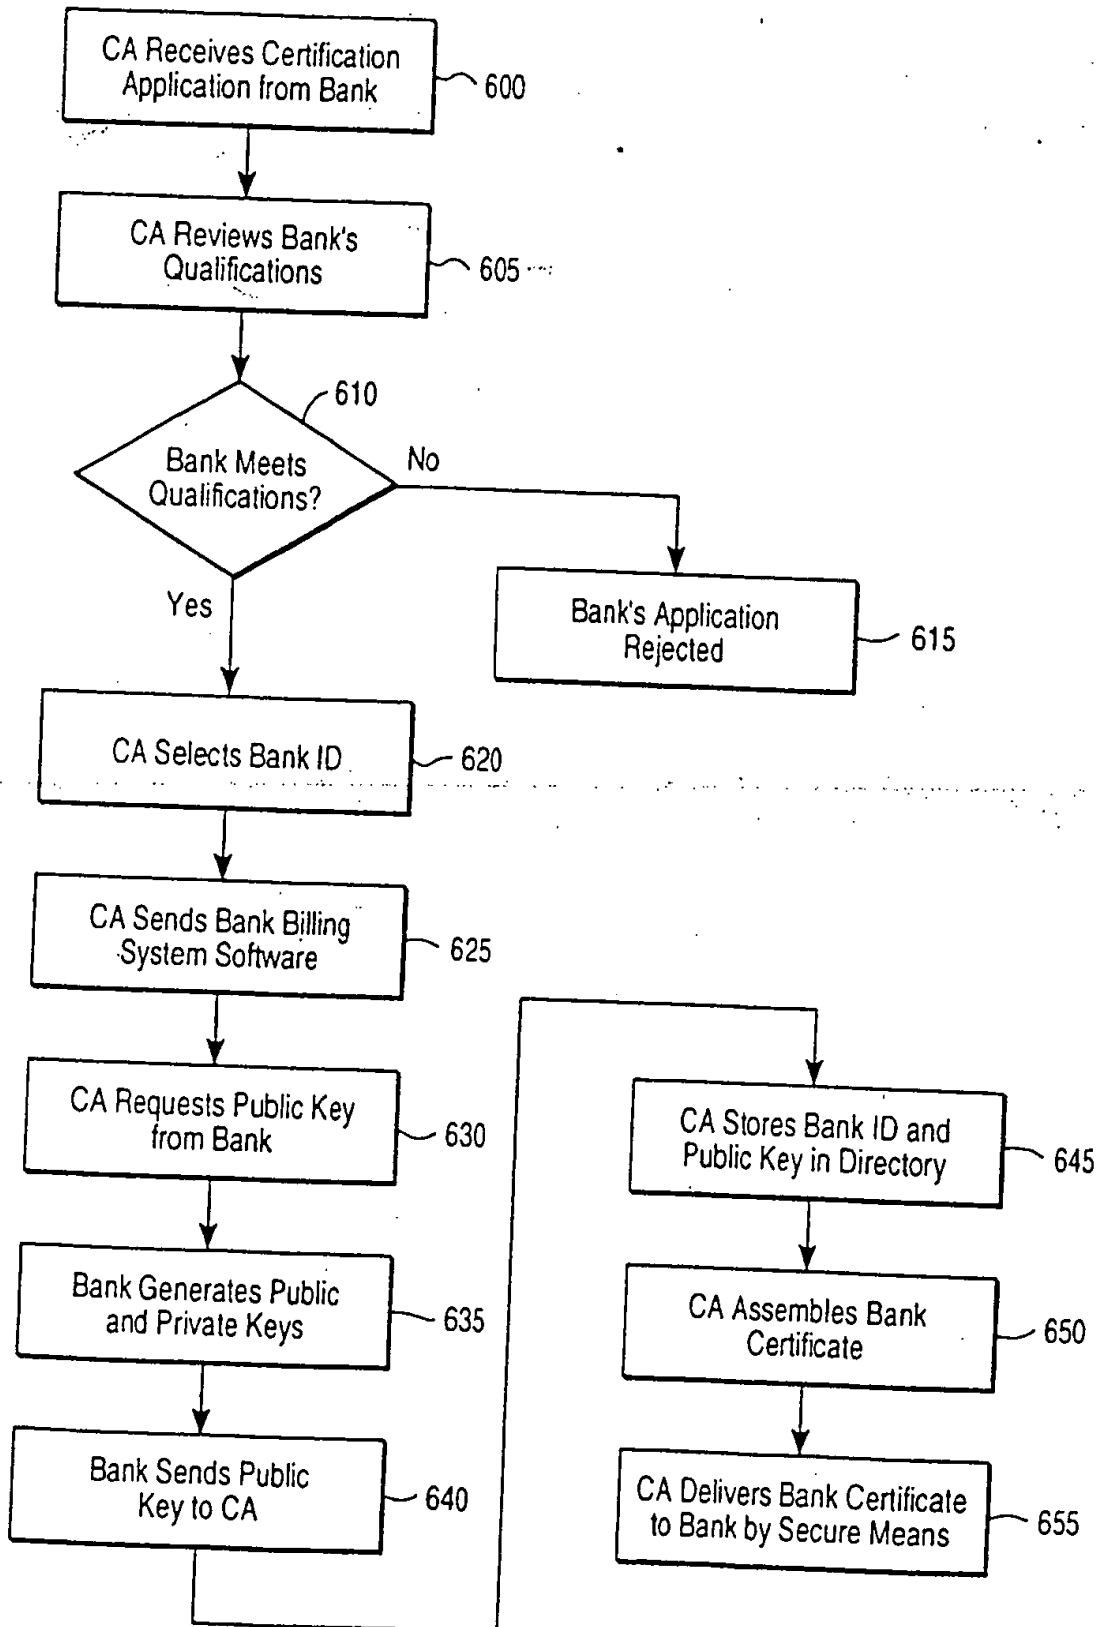 CA Receives Certification
Application from Bank
600
CA Reviews Bank's
Qualifications
605
610
Bank Meets
Qualifications?
No
Yes
Bank's Application
Rejected
615
CA Selects Bank ID
620
CA Sends Bank Billing
System Software
625
CA Requests Public Key
from Bank
630
Bank Generates Public
and Private Keys
635
Bank Sends Public
Key to CA
640
CA Stores Bank ID and
Public Key in Directory
645
CA Assembles Bank
Certificate
650
CA Delivers Bank Certificate
to Bank by Secure Means
655